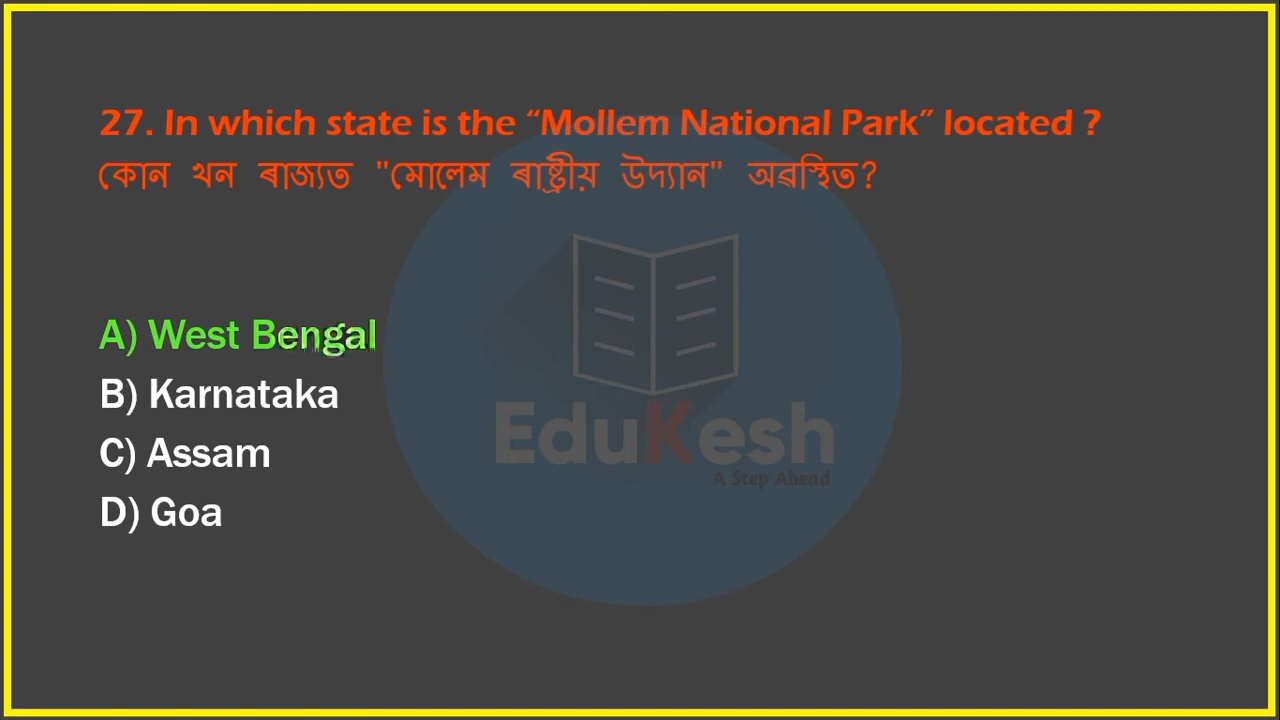 27. In which state is the “Mollem National Park” located ?
কোন খন ৰাজ্যত "মোলেম ৰাষ্ট্ৰীয় উদ্যান" অৱস্থিত?
A) West Bengal
B) Karnataka
C) Assam
D) Goa
EduKesh
A Step Ahead